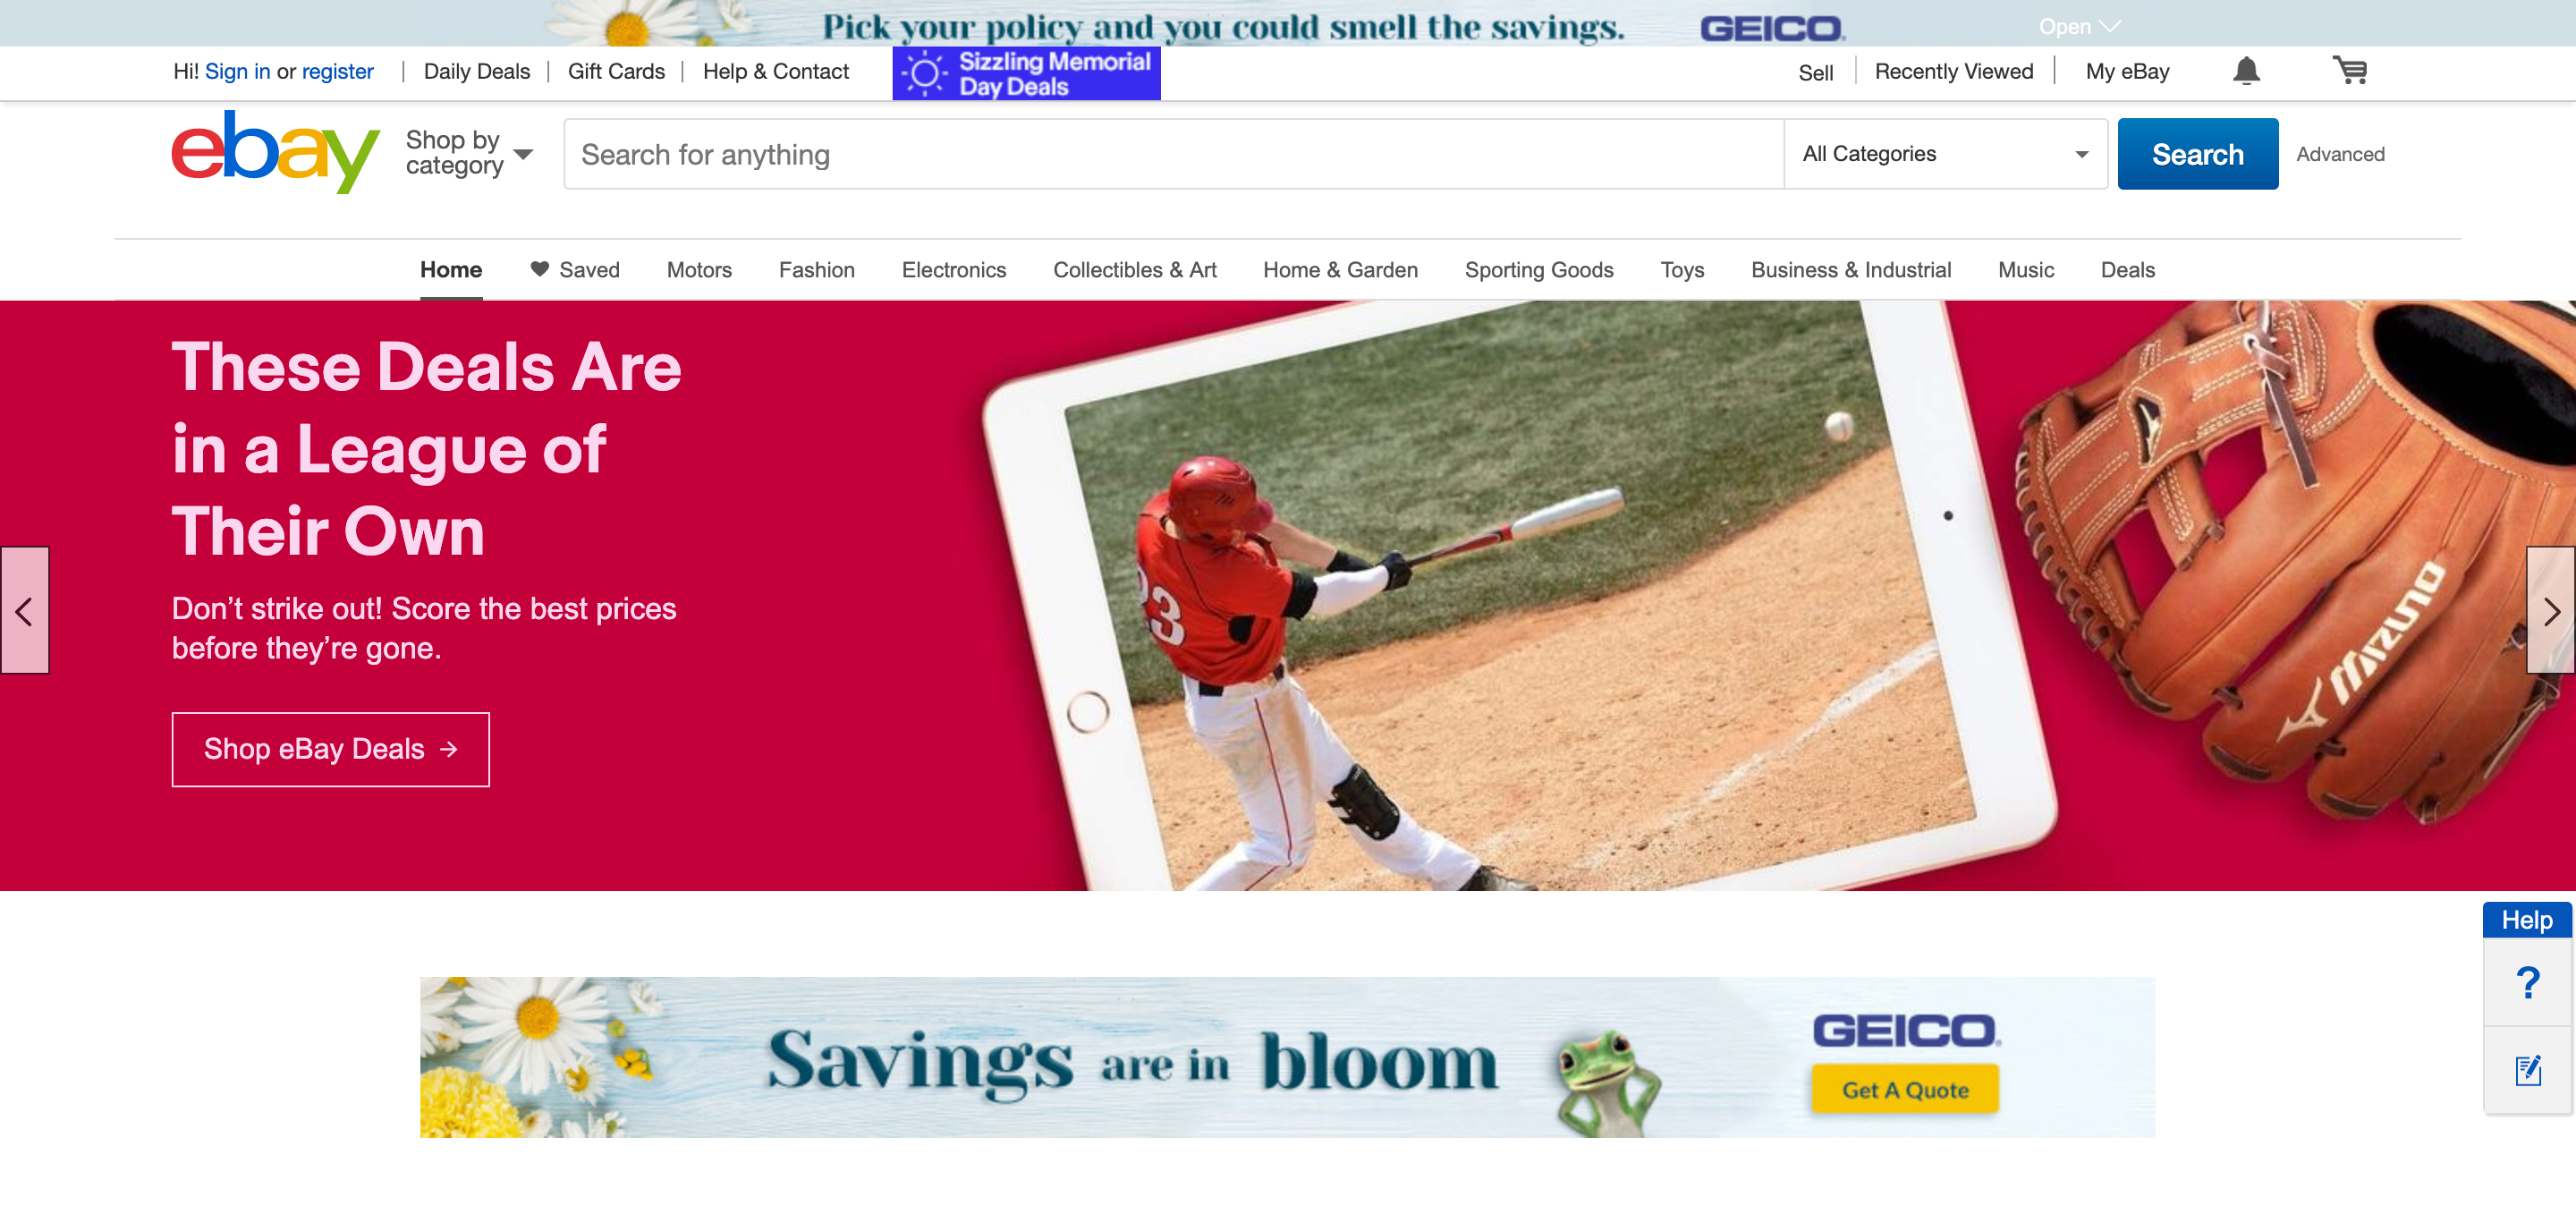 Pick your policy and you could smell the savings.
GEICO.
Open
Hi! Sign in or register
Daily Deals
Gift Cards
Help & Contact
Sizzling Memorial
Day Deals
Sell
Recently Viewed
My eBay
ebay
Shop by
category
Search for anything
All Categories
Search
Advanced
Home
Saved
Motors
Fashion
Electronics
Collectibles & Art
Home & Garden
Sporting Goods
Toys
Business & Industrial
Music
Deals
These Deals Are
in a League of
Their Own
Don’t strike out! Score the best prices
before they’re gone.
Shop eBay Deals →
23
MIZUNO
Help
?
Savings are in bloom
GEICO.
Get A Quote